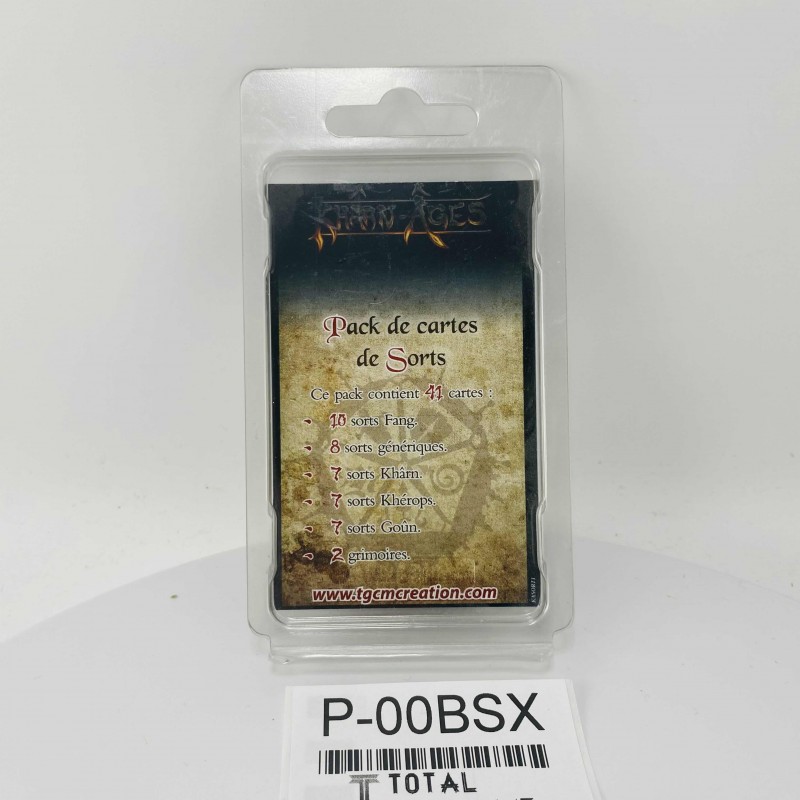 KHÂRN-ÂGES
Pack de cartes
de Sorts
Ce pack contient 41 cartes :
10 sorts Fang.
8 sorts génériques.
7 sorts Khârn.
7 sorts Khérops.
7 sorts Goûn.
2 grimoires.
www.tgcmcreation.com
P-00BSX
TOTAL